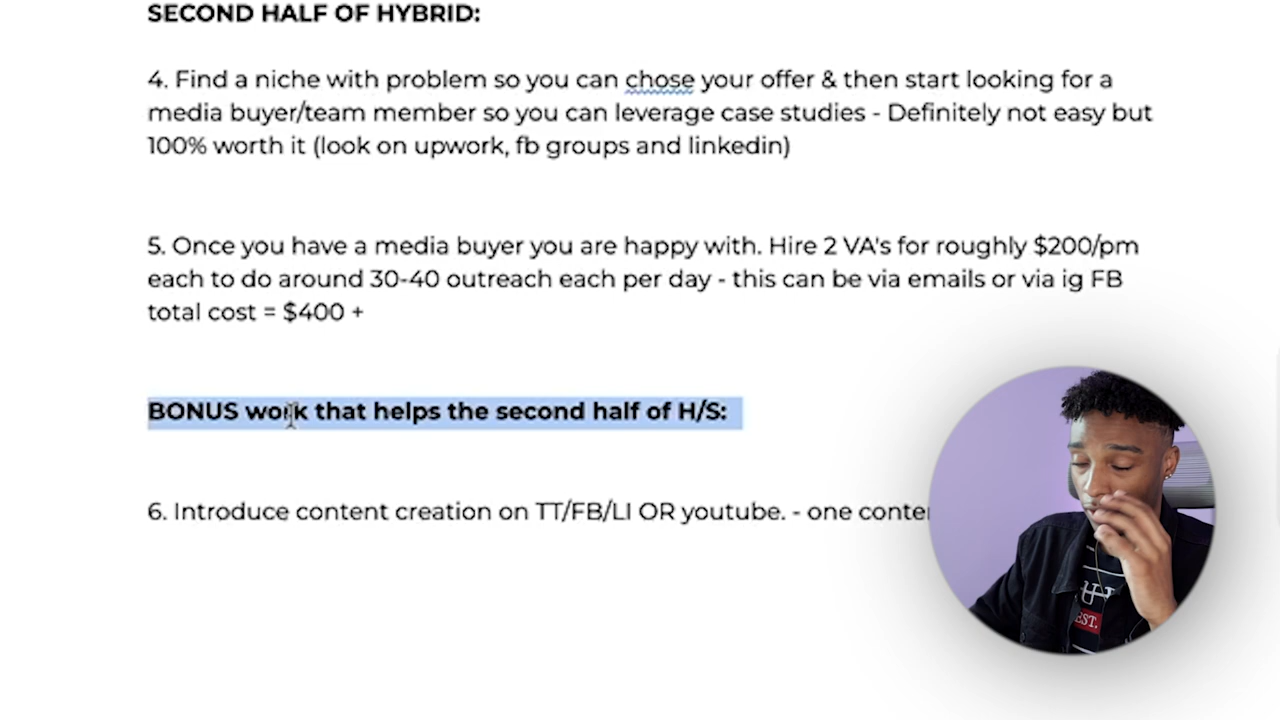 SECOND HALF OF HYBRID:
4. Find a niche with problem so you can chose your offer & then start looking for a
media buyer/team member so you can leverage case studies - Definitely not easy but
100% worth it (look on upwork, fb groups and linkedin)
5. Once you have a media buyer you are happy with. Hire 2 VA's for roughly $200/pm
each to do around 30-40 outreach each per day - this can be via emails or via ig FB
total cost = $400 +
BONUS work that helps the second half of H/S:
6. Introduce content creation on TT/FB/LI OR youtube. - one
EST.